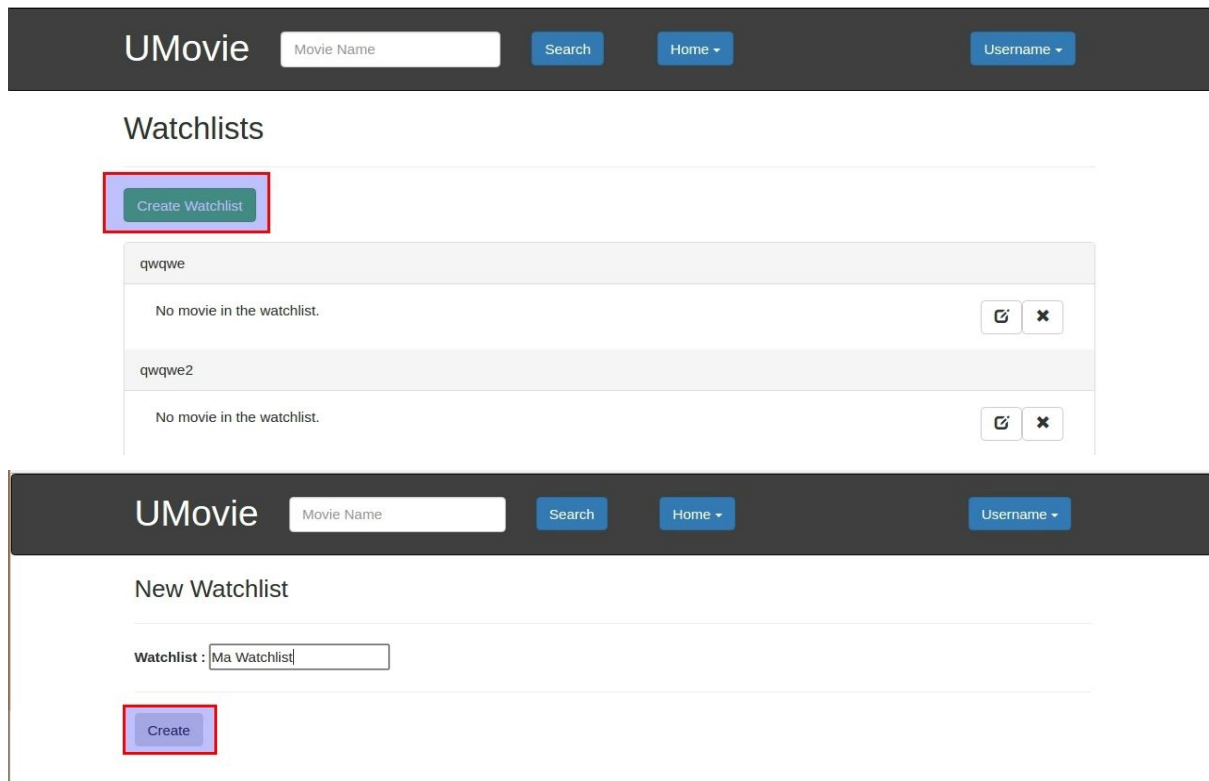 UMovie Movie Name Search Home Username
Watchlists
Create Watchlist
qwqwe
No movie in the watchlist.
qwqwe2
No movie in the watchlist.
UMovie Movie Name Search Home Username
New Watchlist
Watchlist : Ma Watchlist
Create